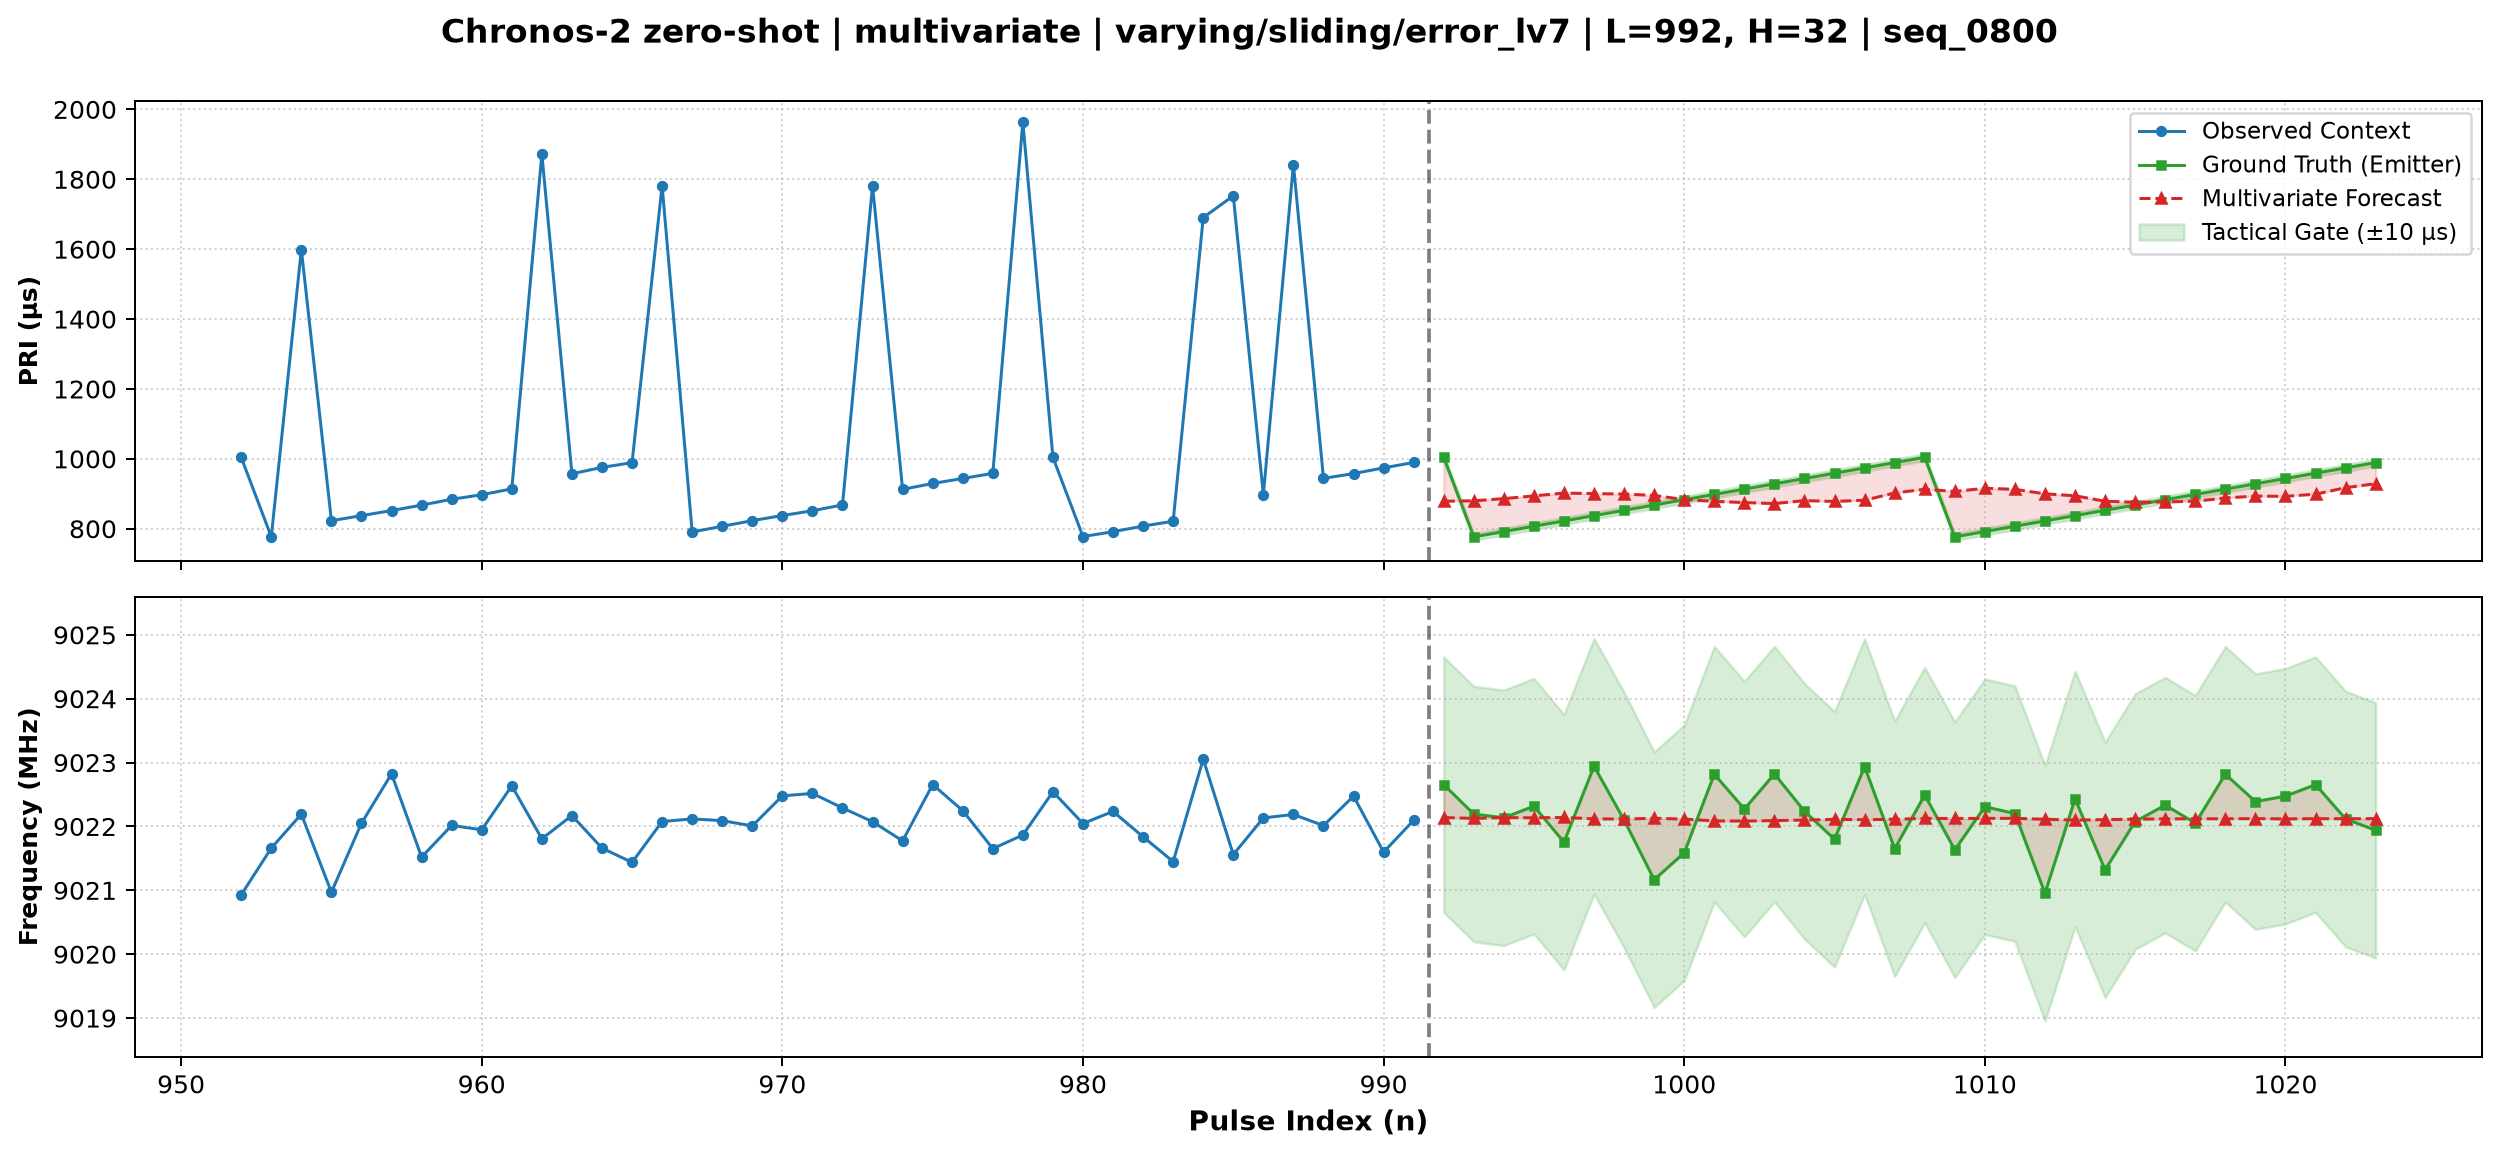 Chronos-2 zero-shot | multivariate | varying/sliding/error_lv7 | L=992, H=32 | seq_0800
2000
1800
1600
1400
1200
1000
800
PRI (µs)
Observed Context
Ground Truth (Emitter)
Multivariate Forecast
Tactical Gate (±10 µs)
9025
9024
9023
9022
9021
9020
9019
Frequency (MHz)
950 960 970 980 990 1000 1010 1020
Pulse Index (n)